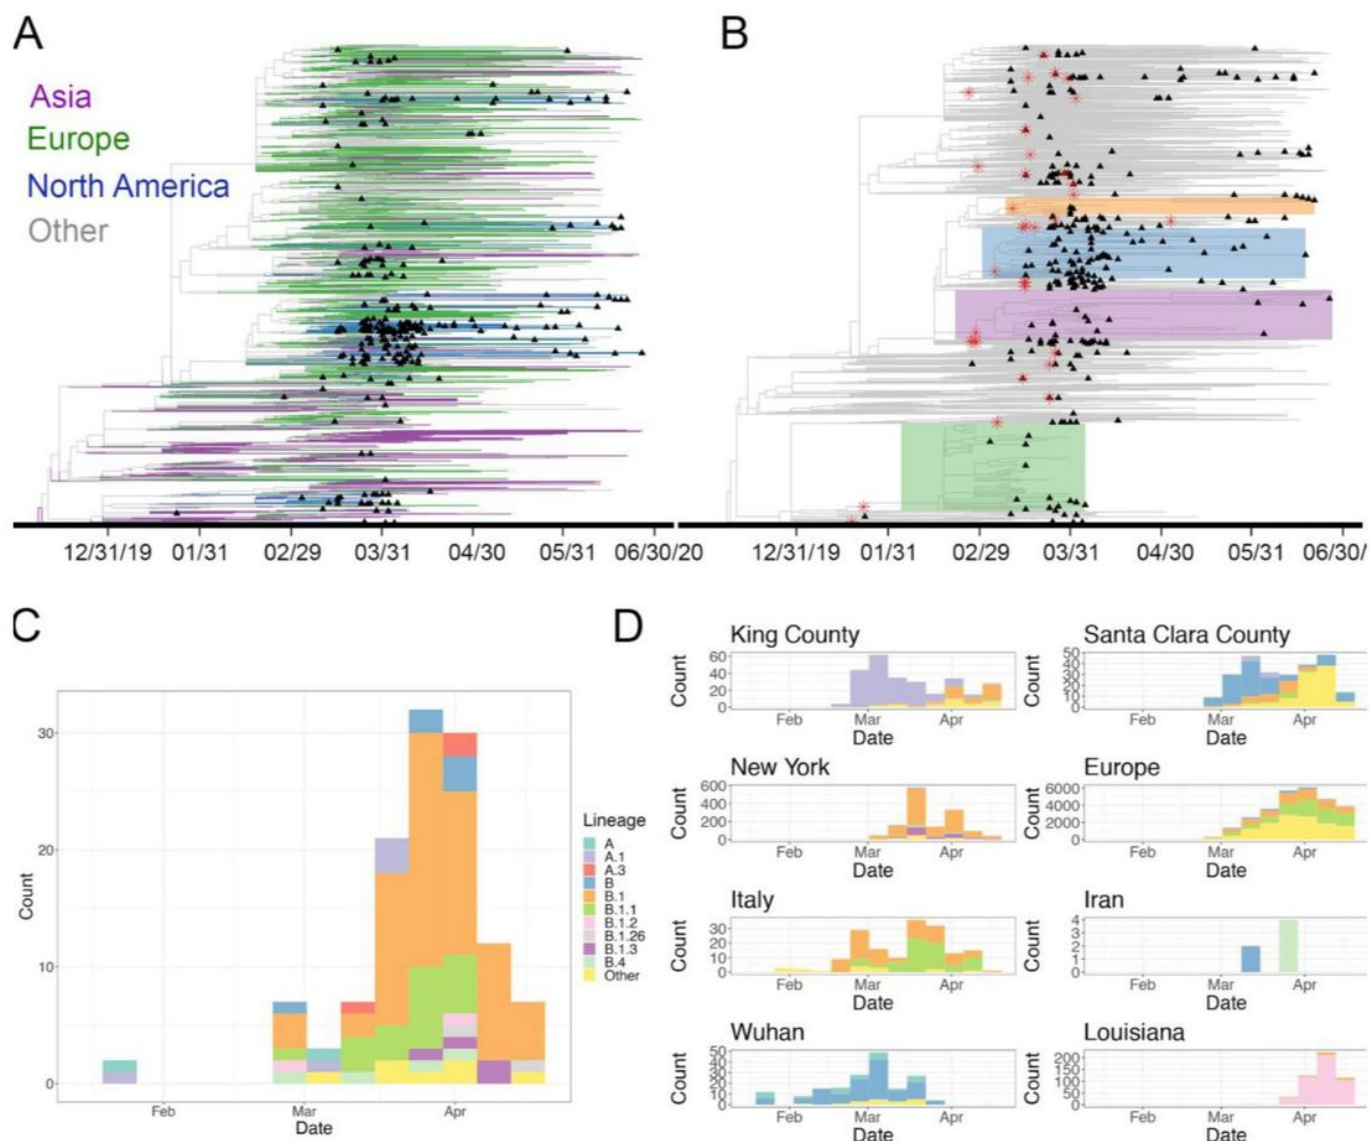 A
Asia
Europe
North America
Other
12/31/19 01/31 02/29 03/31 04/30 05/31 06/30/20
B
12/31/19 01/31 02/29 03/31 04/30 05/31 06/30/
C
Count
30
20
10
0
Feb Mar Apr
Date
Lineage
A
A.1
A.3
B
B.1
B.1.1
B.1.2
B.1.26
B.1.3
B.4
Other
D
King County
Count
60
40
20
0
Feb Mar Apr
Date
Santa Clara County
Count
50
40
30
20
10
0
Feb Mar Apr
Date
New York
Count
600
400
200
0
Feb Mar Apr
Date
Europe
Count
6000
4000
2000
0
Feb Mar Apr
Date
Italy
Count
30
20
10
0
Feb Mar Apr
Date
Iran
Count
4
3
2
1
0
Feb Mar Apr
Date
Wuhan
Count
50
40
30
20
10
0
Feb Mar Apr
Date
Louisiana
Count
200
150
100
50
0
Feb Mar Apr
Date